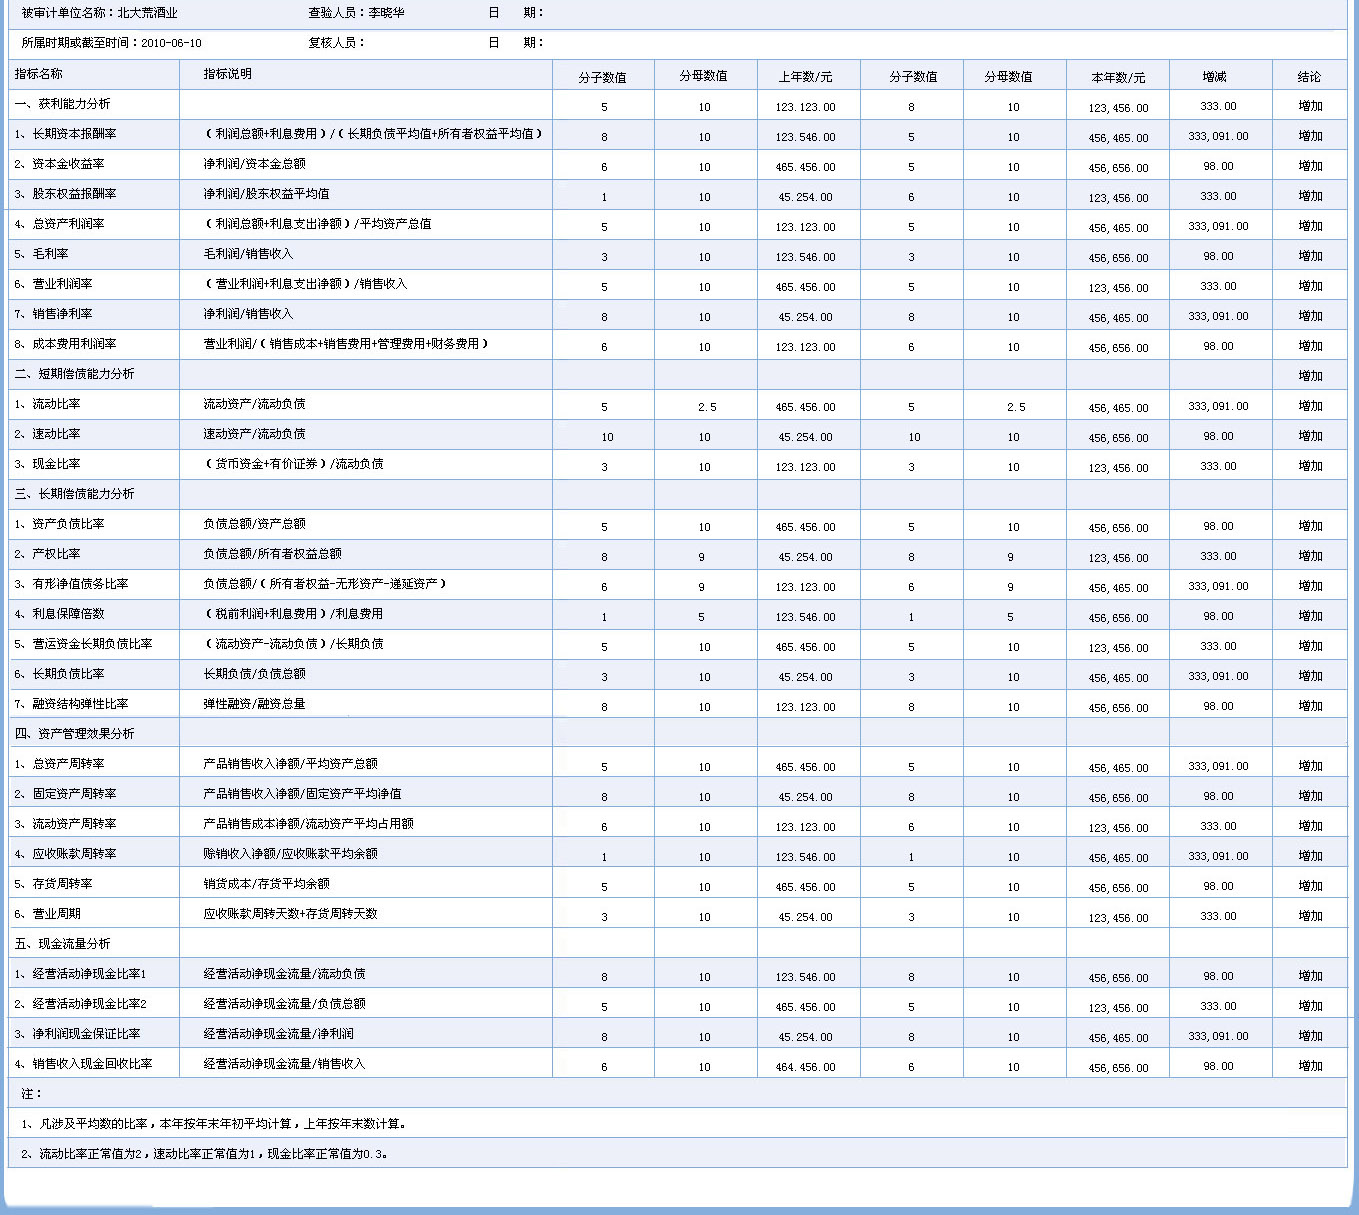 被审计单位名称：北大荒酒业 查验人员：李晓华 日 期：
所属时期或截至时间：2010-06-10 复核人员： 日 期：
指标名称 指标说明 分子数值 分母数值 上年数/元 分子数值 分母数值 本年数/元 增减 结论
一、获利能力分析 5 10 123.123.00 8 10 123,456.00 333.00 增加
1、长期资本报酬率 （利润总额+利息费用）/（长期负债平均值+所有者权益平均值） 8 10 123.546.00 5 10 456,465.00 333,091.00 增加
2、资本金收益率 净利润/资本金总额 6 10 465.456.00 5 10 456,656.00 98.00 增加
3、股东权益报酬率 净利润/股东权益平均值 1 10 45.254.00 6 10 123,456.00 333.00 增加
4、总资产利润率 （利润总额+利息支出净额）/平均资产总值 5 10 123.123.00 5 10 456,465.00 333,091.00 增加
5、毛利率 毛利润/销售收入 3 10 123.546.00 3 10 456,656.00 98.00 增加
6、营业利润率 （营业利润+利息支出净额）/销售收入 5 10 465.456.00 5 10 123,456.00 333.00 增加
7、销售净利率 净利润/销售收入 8 10 45.254.00 8 10 456,465.00 333,091.00 增加
8、成本费用利润率 营业利润/（销售成本+销售费用+管理费用+财务费用） 6 10 123.123.00 6 10 456,656.00 98.00 增加
二、短期偿债能力分析 增加
1、流动比率 流动资产/流动负债 5 2.5 465.456.00 5 2.5 456,465.00 333,091.00 增加
2、速动比率 速动资产/流动负债 10 10 45.254.00 10 10 456,656.00 98.00 增加
3、现金比率 （货币资金+有价证券）/流动负债 3 10 123.123.00 3 10 123,456.00 333.00 增加
三、长期偿债能力分析
1、资产负债比率 负债总额/资产总额 5 10 465.456.00 5 10 456,656.00 98.00 增加
2、产权比率 负债总额/所有者权益总额 8 9 45.254.00 8 9 123,456.00 333.00 增加
3、有形净值债务比率 负债总额/（所有者权益-无形资产-递延资产） 6 9 123.123.00 6 9 456,465.00 333,091.00 增加
4、利息保障倍数 （税前利润+利息费用）/利息费用 1 5 123.546.00 1 5 456,656.00 98.00 增加
5、营运资金长期负债比率 （流动资产-流动负债）/长期负债 5 10 465.456.00 5 10 123,456.00 333.00 增加
6、长期负债比率 长期负债/负债总额 3 10 45.254.00 3 10 456,465.00 333,091.00 增加
7、融资结构弹性比率 弹性融资/融资总量 8 10 123.123.00 8 10 456,656.00 98.00 增加
四、资产管理效果分析
1、总资产周转率 产品销售收入净额/平均资产总额 5 10 465.456.00 5 10 456,465.00 333,091.00 增加
2、固定资产周转率 产品销售收入净额/固定资产平均净值 8 10 45.254.00 8 10 456,656.00 98.00 增加
3、流动资产周转率 产品销售成本净额/流动资产平均占用额 6 10 123.123.00 6 10 123,456.00 333.00 增加
4、应收账款周转率 赊销收入净额/应收账款平均余额 1 10 123.546.00 1 10 456,465.00 333,091.00 增加
5、存货周转率 销货成本/存货平均余额 5 10 465.456.00 5 10 456,656.00 98.00 增加
6、营业周期 应收账款周转天数+存货周转天数 3 10 45.254.00 3 10 123,456.00 333.00 增加
五、现金流量分析
1、经营活动净现金比率1 经营活动净现金流量/流动负债 8 10 123.546.00 8 10 456,656.00 98.00 增加
2、经营活动净现金比率2 经营活动净现金流量/负债总额 5 10 465.456.00 5 10 123,456.00 333.00 增加
3、净利润现金保证比率 经营活动净现金流量/净利润 8 10 45.254.00 8 10 456,465.00 333,091.00 增加
4、销售收入现金回收比率 经营活动净现金流量/销售收入 6 10 464.456.00 6 10 456,656.00 98.00 增加
注：
1、凡涉及平均数的比率，本年按年末年初平均计算，上年按年末数计算。
2、流动比率正常值为2，速动比率正常值为1，现金比率正常值为0.3。